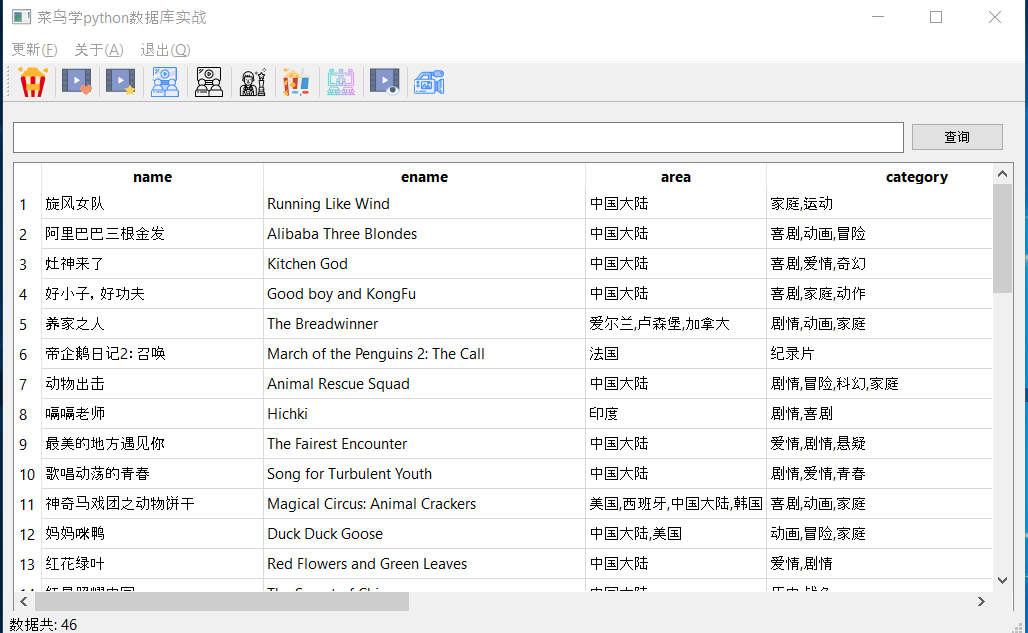 菜鸟学python数据库实战
更新(F) 关于(A) 退出(Q)
查询
name ename area category
1 旋风女队 Running Like Wind 中国大陆 家庭,运动
2 阿里巴巴三根金发 Alibaba Three Blondes 中国大陆 喜剧,动画,冒险
3 灶神来了 Kitchen God 中国大陆 喜剧,爱情,奇幻
4 好小子，好功夫 Good boy and KongFu 中国大陆 喜剧,家庭,动作
5 养家之人 The Breadwinner 爱尔兰,卢森堡,加拿大 剧情,动画,家庭
6 帝企鹅日记2：召唤 March of the Penguins 2: The Call 法国 纪录片
7 动物出击 Animal Rescue Squad 中国大陆 剧情,冒险,科幻,家庭
8 嗝嗝老师 Hichki 印度 剧情,喜剧
9 最美的地方遇见你 The Fairest Encounter 中国大陆 爱情,剧情,悬疑
10 歌唱动荡的青春 Song for Turbulent Youth 中国大陆 剧情,爱情,青春
11 神奇马戏团之动物饼干 Magical Circus: Animal Crackers 美国,西班牙,中国大陆,韩国 喜剧,动画,家庭
12 妈妈咪鸭 Duck Duck Goose 中国大陆,美国 动画,冒险,家庭
13 红花绿叶 Red Flowers and Green Leaves 中国大陆 爱情,剧情
数据共: 46